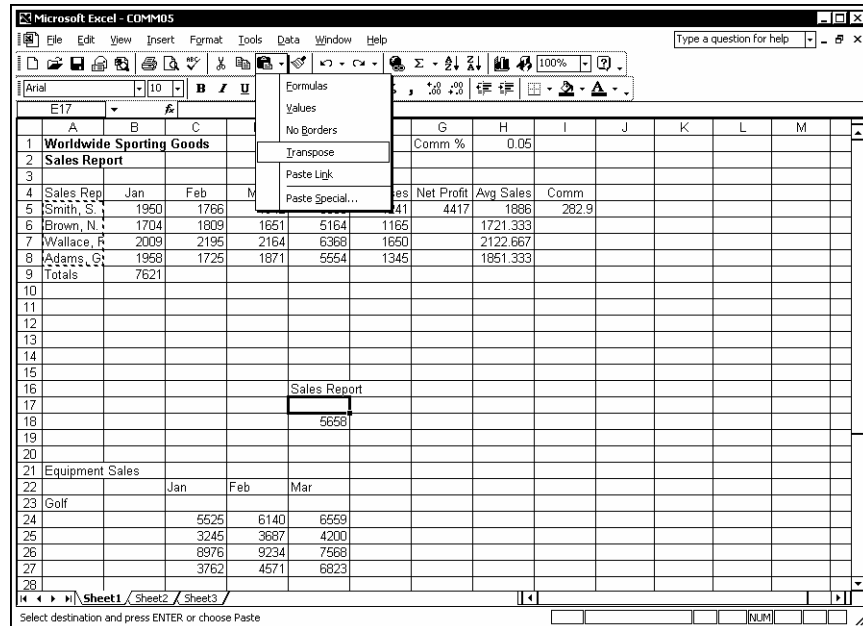 Microsoft Excel - COMM05
File Edit View Insert Format Tools Data Window Help Type a question for help
100%
Arial 10 B I U
Formulas
Values
No Borders
Transpose
Paste Link
Paste Special...
E17 fx
A B C G H I J K L M
1 Worldwide Sporting Goods Comm % 0.05
2 Sales Report
3
4 Sales Rep Jan Feb M es Net Profit Avg Sales Comm
5 Smith, S. 1950 1766 241 4417 1886 282.9
6 Brown, N. 1704 1809 1651 5164 1165 1721.333
7 Wallace, F 2009 2195 2164 6368 1650 2122.667
8 Adams, G 1958 1725 1871 5554 1345 1851.333
9 Totals 7621
10
11
12
13
14
15
16 Sales Report
17
18 5658
19
20
21 Equipment Sales
22 Jan Feb Mar
23 Golf
24 5525 6140 6559
25 3245 3687 4200
26 8976 9234 7568
27 3762 4571 6823
28
Sheet1 Sheet2 Sheet3
Select destination and press ENTER or choose Paste NUM